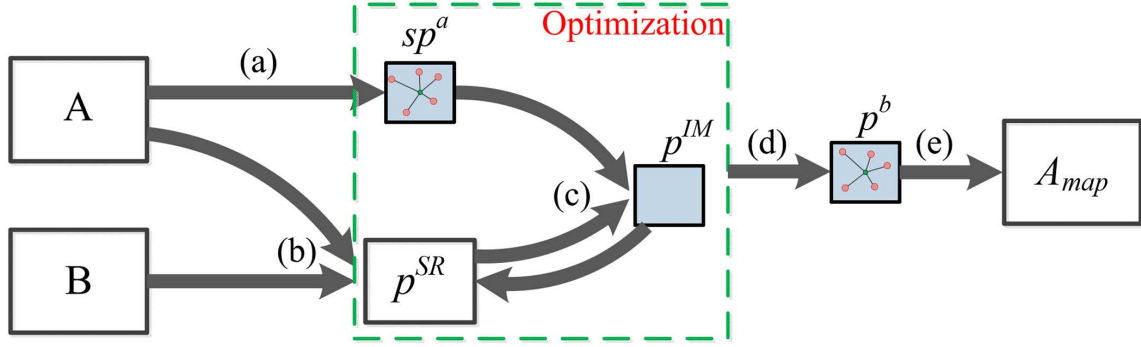 Optimization
sp^a
(a)
A
p^IM
(d)
p^b
(e)
A_map
(c)
(b)
B
p^SR